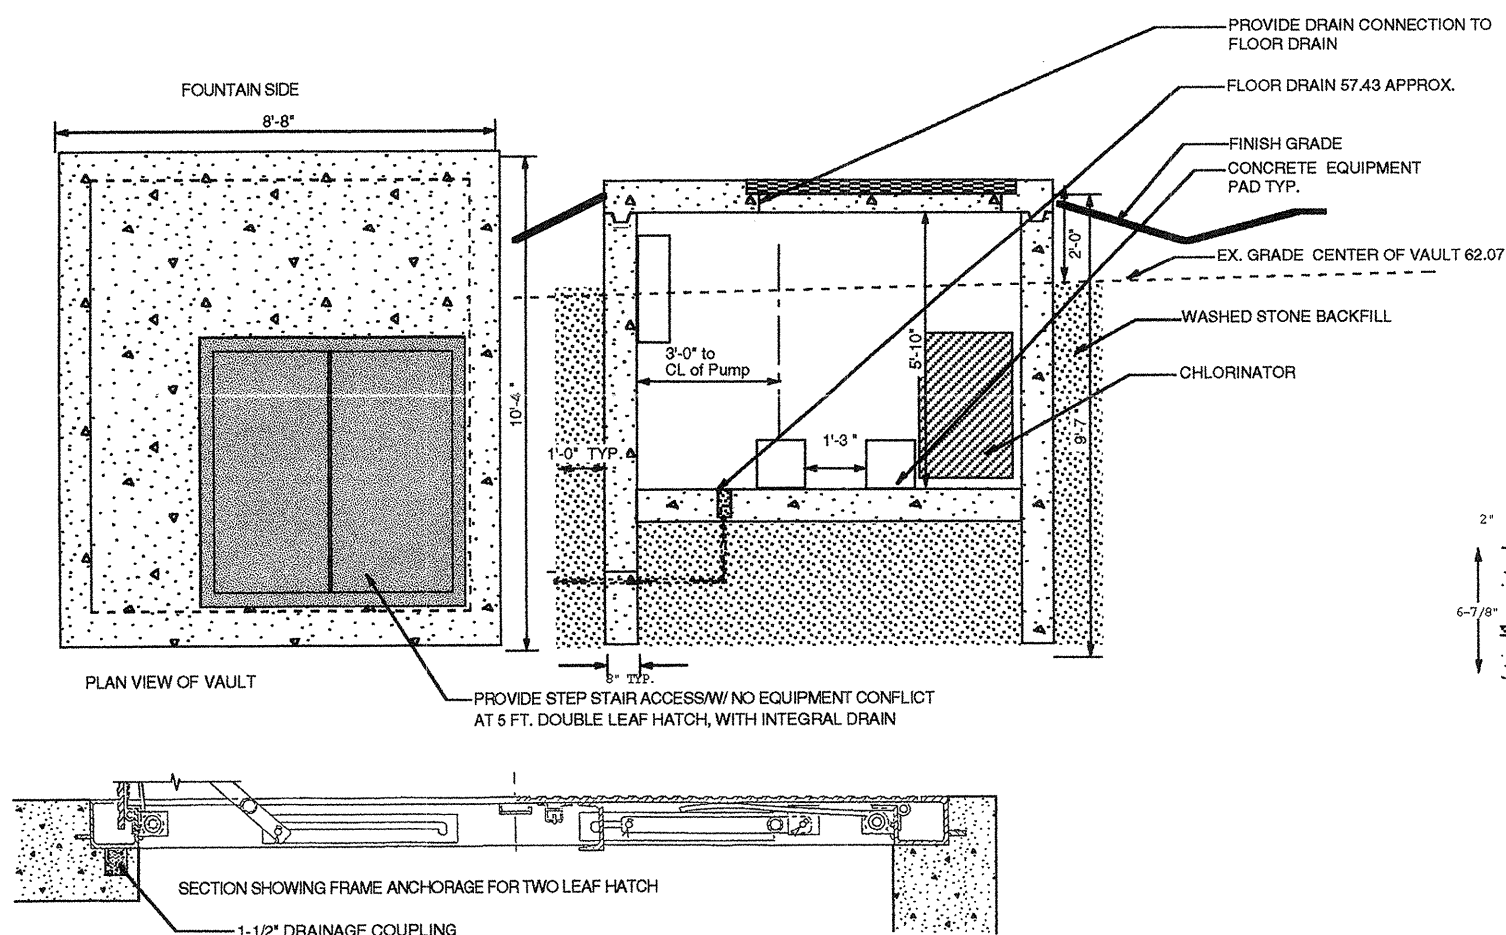 PROVIDE DRAIN CONNECTION TO
FLOOR DRAIN
FLOOR DRAIN 57.43 APPROX.
FOUNTAIN SIDE
8'-8"
FINISH GRADE
CONCRETE EQUIPMENT
PAD TYP.
2'-0"
EX. GRADE CENTER OF VAULT 62.07
WASHED STONE BACKFILL
3'-0" to
CL of Pump
5'-10"
CHLORINATOR
10'-4"
1'-3"
9'-7
1'-0" TYP.
2"
6-7/8"
8" TYP.
PLAN VIEW OF VAULT
PROVIDE STEP STAIR ACCESS/W/ NO EQUIPMENT CONFLICT
AT 5 FT. DOUBLE LEAF HATCH, WITH INTEGRAL DRAIN
SECTION SHOWING FRAME ANCHORAGE FOR TWO LEAF HATCH
1-1/2" DRAINAGE COUPLING